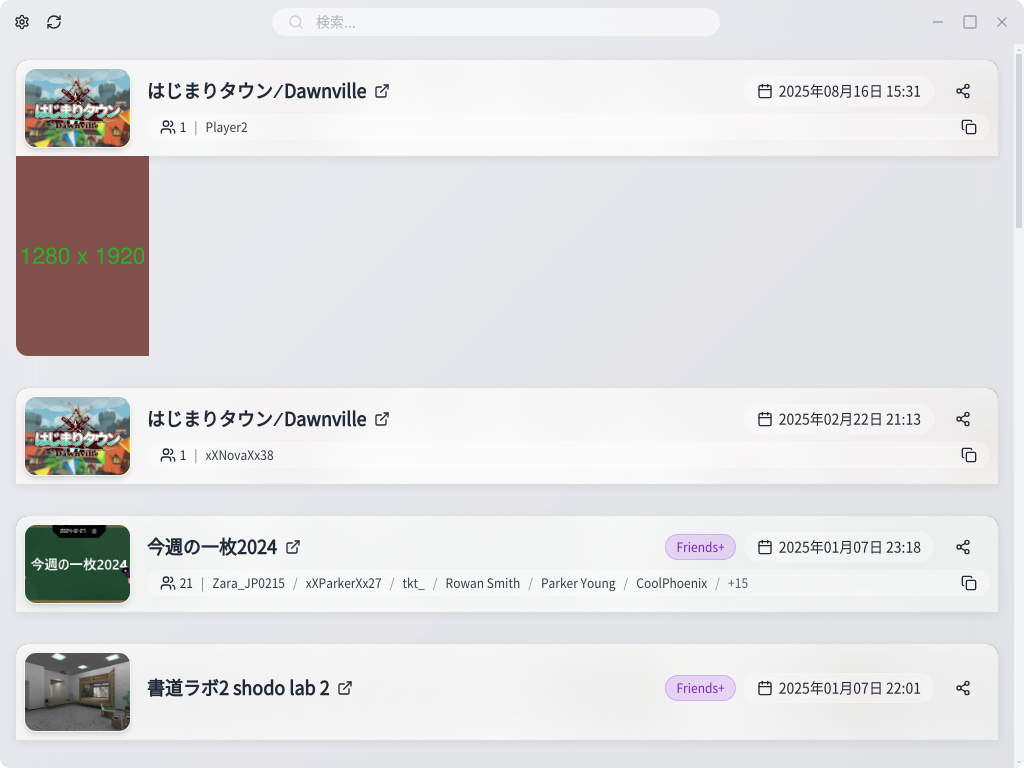 検索...
はじまりタウン/Dawnville
2025年08月16日 15:31
1 | Player2
はじまりタウン
Dawnville
1280 x 1920
はじまりタウン/Dawnville
2025年02月22日 21:13
1 | xXNovaXx38
はじまりタウン
Dawnville
今週の一枚2024
Friends+
2025年01月07日 23:18
21 | Zara_JP0215 / xXParkerXx27 / tkt_ / Rowan Smith / Parker Young / CoolPhoenix / +15
今週の一枚2024
書道ラボ2 shodo lab 2
Friends+
2025年01月07日 22:01